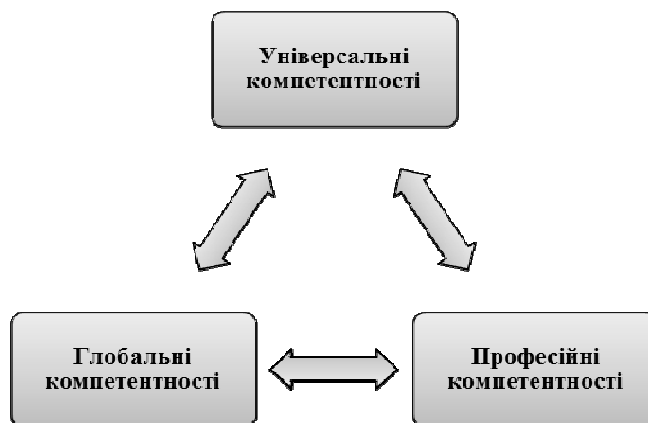 Універсальні
компетентності
Глобальні
компетентності
Професійні
компетентності